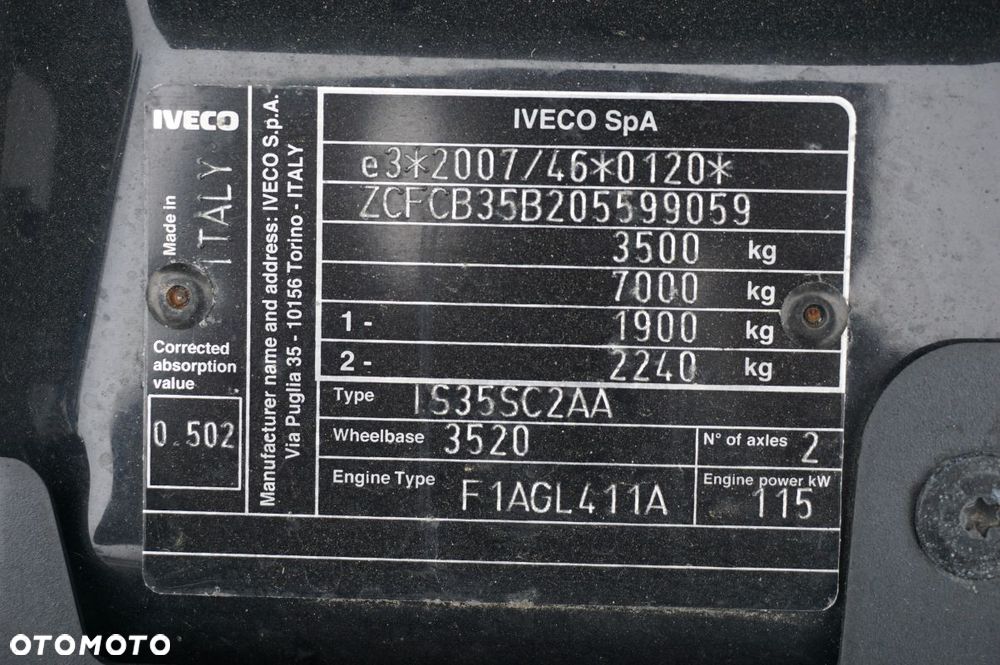 IVECO
Made in
ITALY
Corrected
absorption
value
0.502
Manufacturer name and address: IVECO S.p.A.
Via Puglia 35 - 10156 Torino - ITALY
IVECO SpA
e3*2007/46*0120*
ZCFCB35B205599059
3500 kg
7000 kg
1- 1900 kg
2- 2240 kg
Type IS35SC2AA
Wheelbase 3520
N° of axles 2
Engine Type F1AGL411A
Engine power kW 115
OTOMOTO